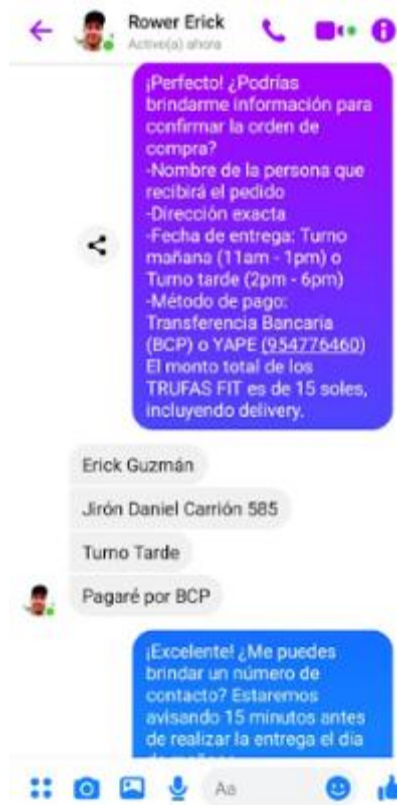 Rower Erick
Activo(a) ahora
¡Perfecto! ¿Podrías
brindarme información para
confirmar la orden de
compra?
-Nombre de la persona que
recibirá el pedido
-Dirección exacta
-Fecha de entrega: Turno
mañana (11am - 1pm) o
Turno tarde (2pm - 6pm)
-Método de pago:
Transferencia Bancaria
(BCP) o YAPE (954776460)
El monto total de los
TRUFAS FIT es de 15 soles,
incluyendo delivery.
Erick Guzmán
Jirón Daniel Carrión 585
Turno Tarde
Pagaré por BCP
¡Excelente! ¿Me puedes
brindar un número de
contacto? Estaremos
avisando 15 minutos antes
de realizar la entrega el día
Aa